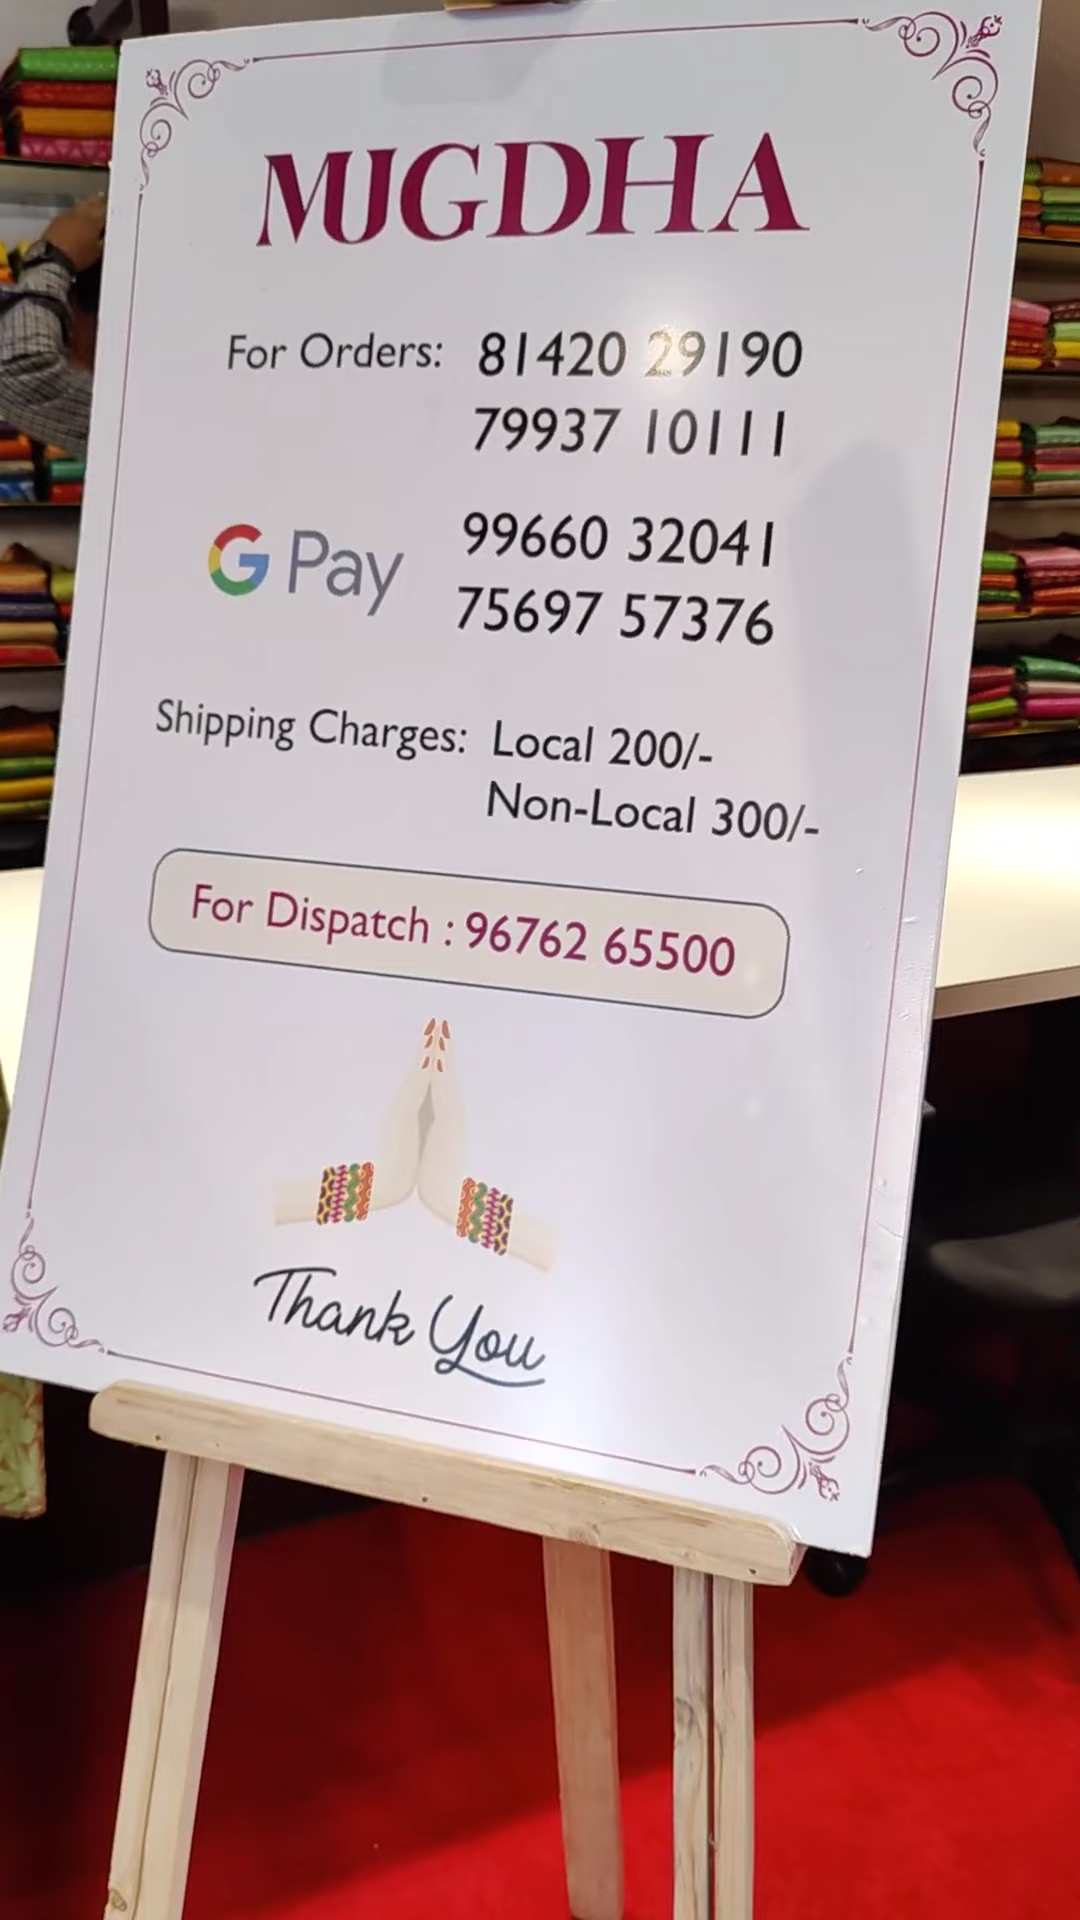 MUGDHA
For Orders: 81420 29190
79937 10111
G Pay 99660 32041
75697 57376
Shipping Charges: Local 200/-
Non-Local 300/-
For Dispatch : 96762 65500
Thank You